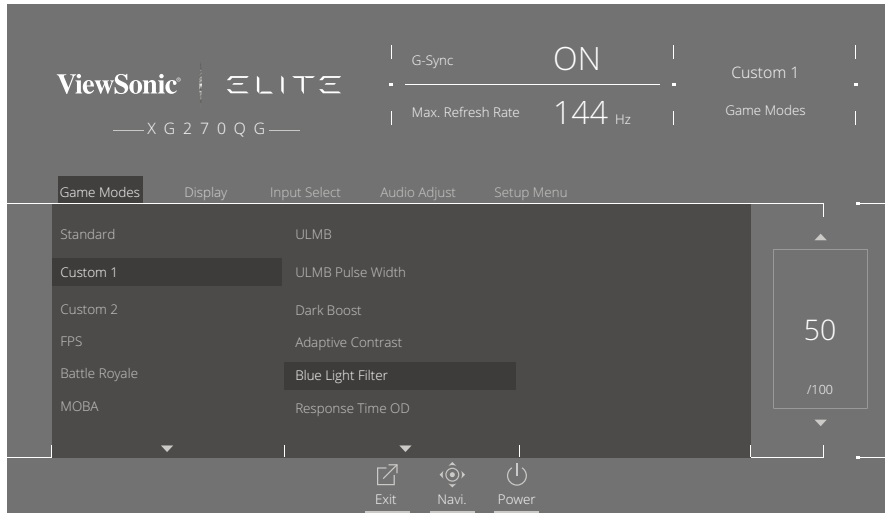 ViewSonic® ELITE
XG270QG
G-Sync ON
Max. Refresh Rate 144 Hz
Custom 1
Game Modes
Game Modes Display Input Select Audio Adjust Setup Menu
Standard
Custom 1
Custom 2
FPS
Battle Royale
MOBA
ULMB
ULMB Pulse Width
Dark Boost
Adaptive Contrast
Blue Light Filter
Response Time OD
50
/100
Exit Navi. Power